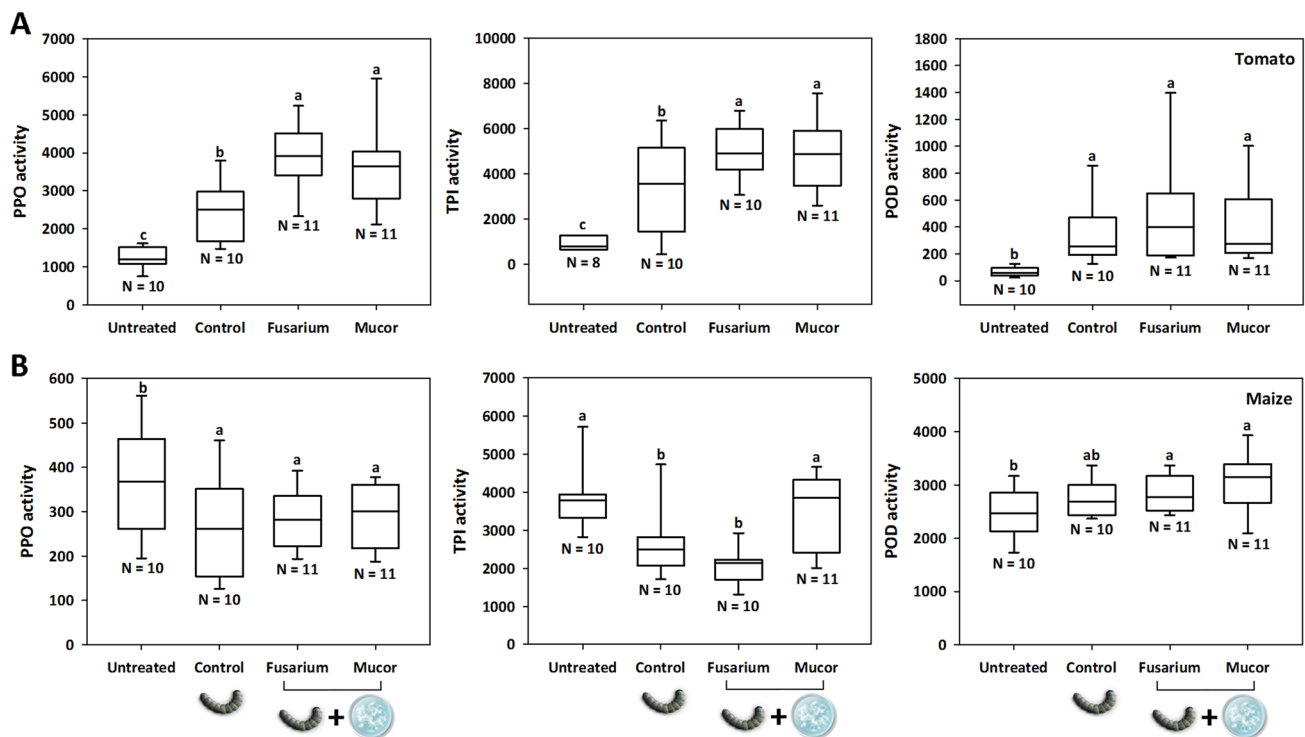 A
PPO activity
7000
6000
5000
4000
3000
2000
1000
0
c
b
a
a
N = 10
N = 10
N = 11
N = 11
Untreated Control Fusarium Mucor
TPI activity
10000
8000
6000
4000
2000
0
c
b
a
a
N = 8
N = 10
N = 10
N = 11
Untreated Control Fusarium Mucor
Tomato
POD activity
1800
1600
1400
1200
1000
800
600
400
200
0
b
a
a
a
N = 10
N = 10
N = 11
N = 11
Untreated Control Fusarium Mucor
B
PPO activity
600
500
400
300
200
100
0
b
a
a
a
N = 10
N = 10
N = 11
N = 11
Untreated Control Fusarium Mucor
+
TPI activity
7000
6000
5000
4000
3000
2000
1000
0
a
b
b
a
N = 10
N = 10
N = 10
N = 11
Untreated Control Fusarium Mucor
+
Maize
POD activity
5000
4000
3000
2000
1000
0
b
ab
a
a
N = 10
N = 10
N = 11
N = 11
Untreated Control Fusarium Mucor
+